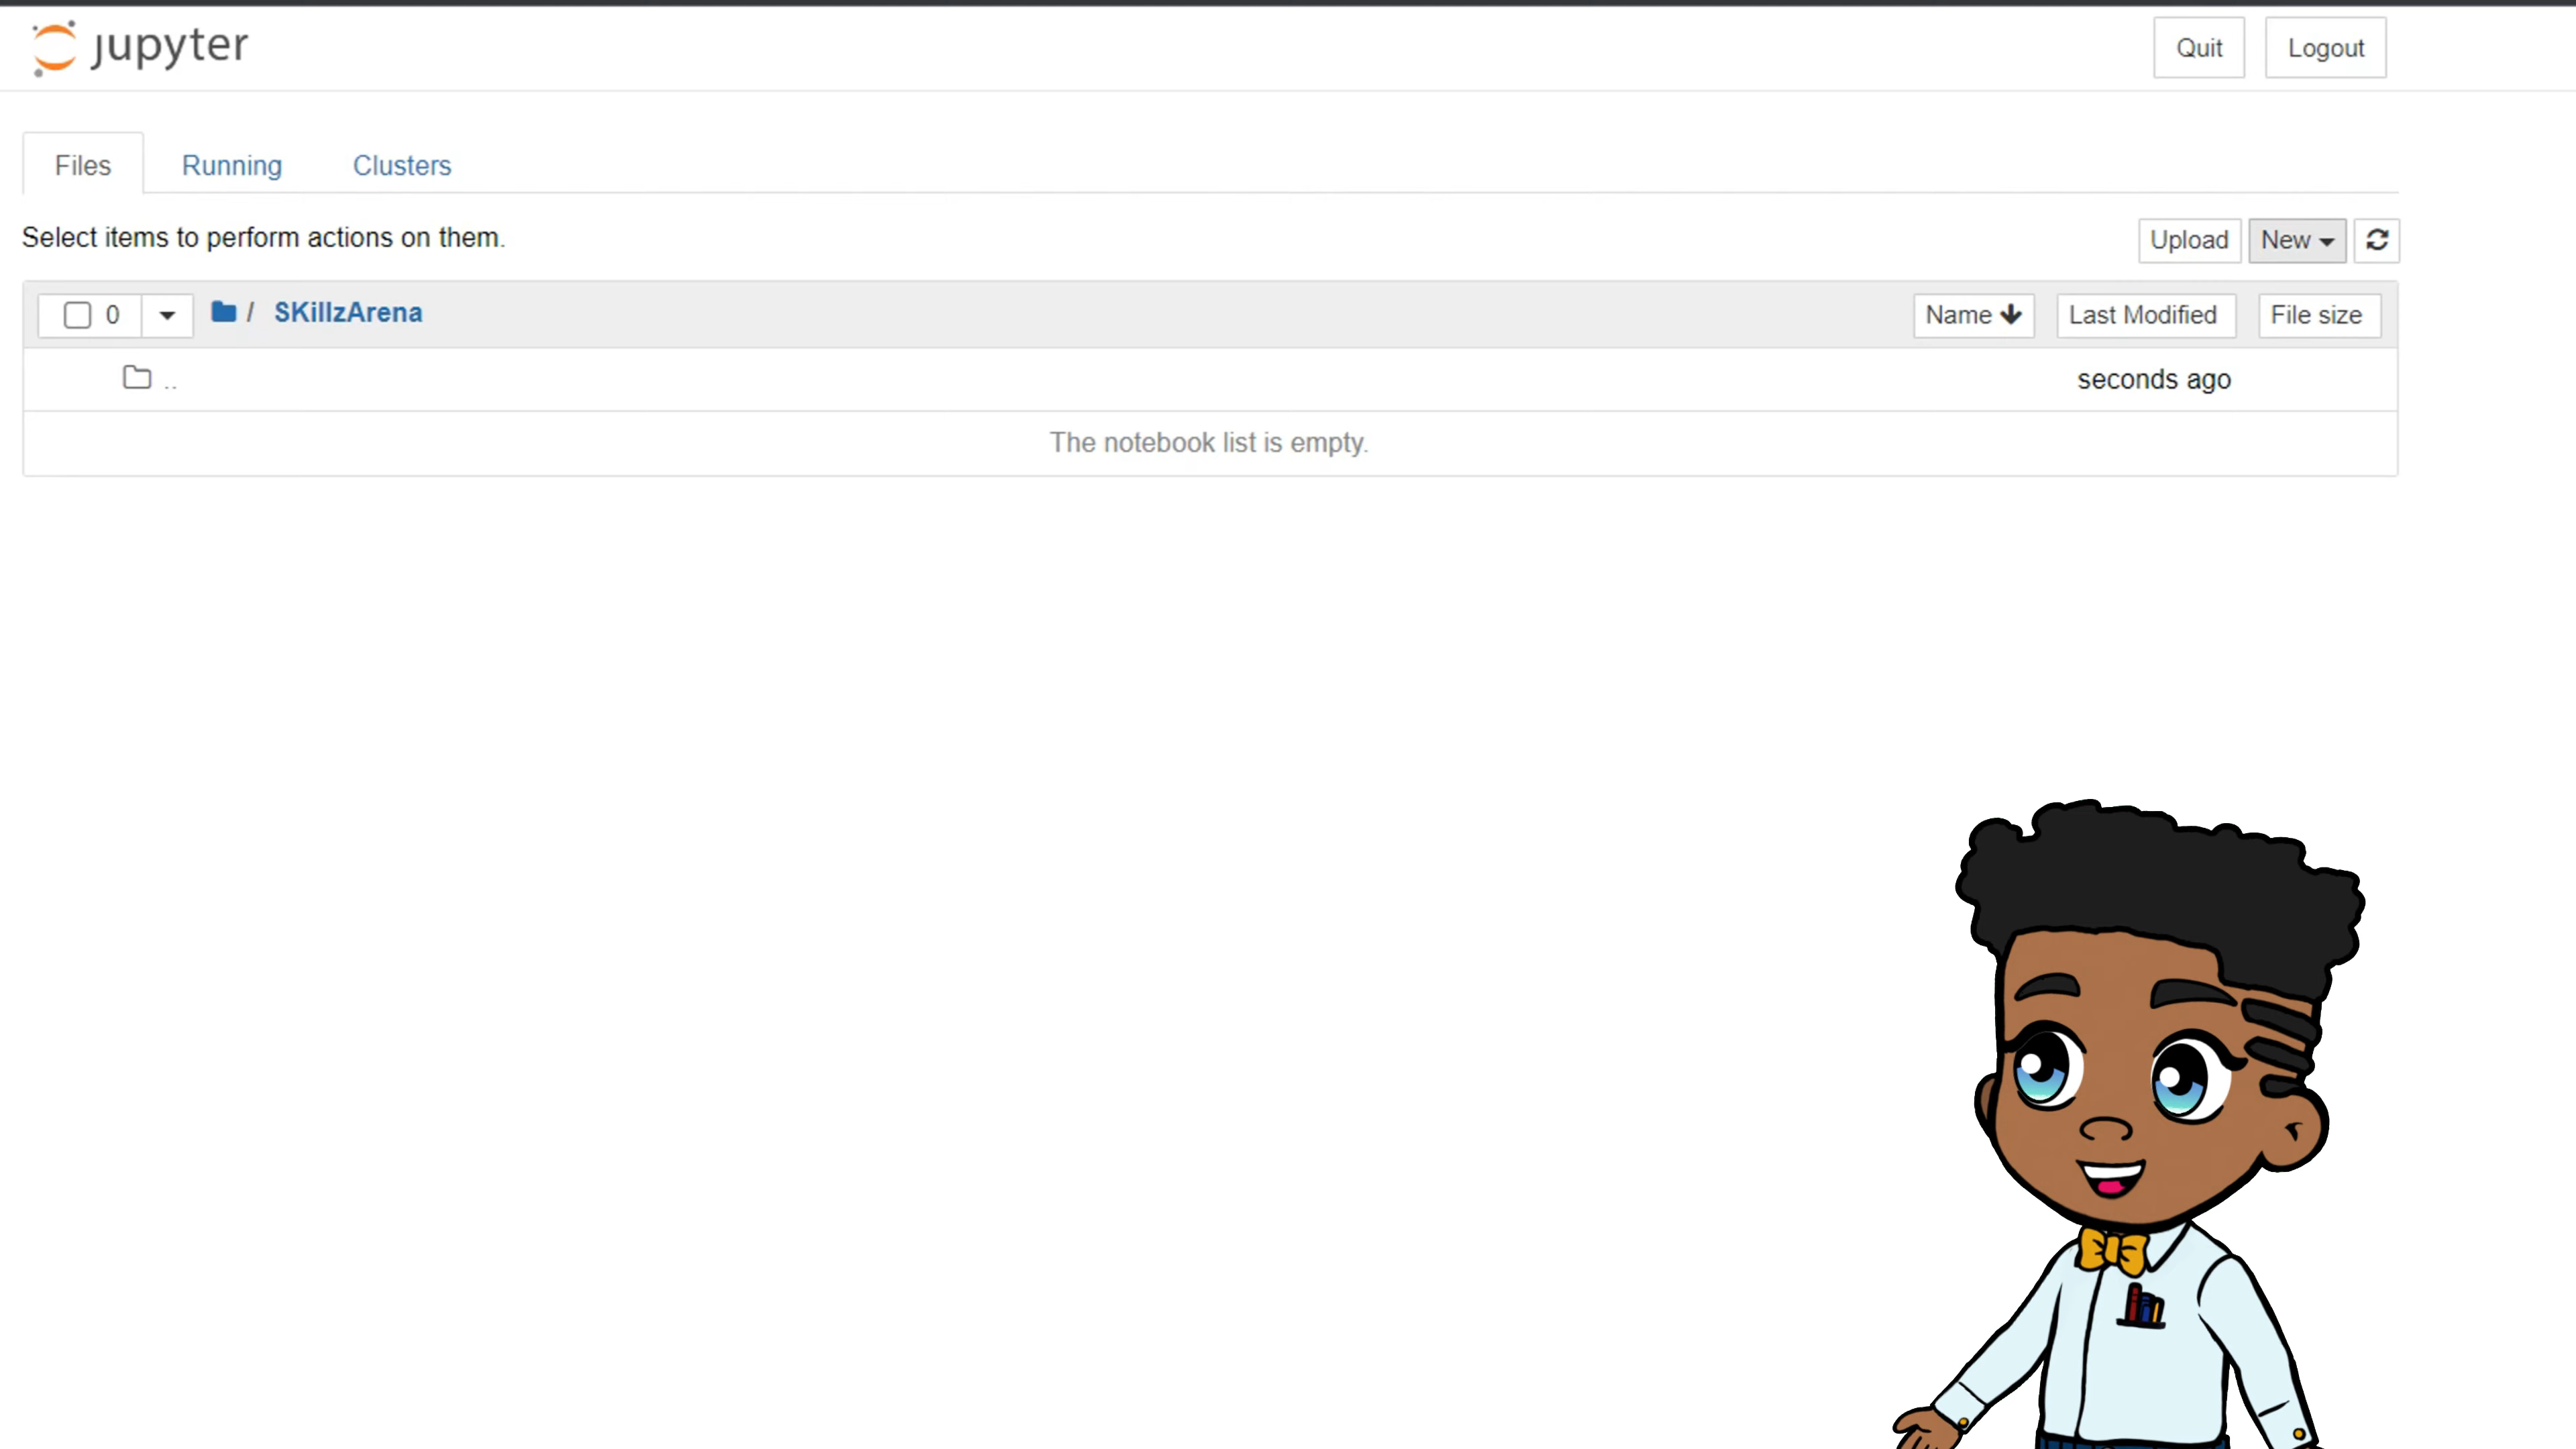 jupyter
Quit
Logout
Files
Running
Clusters
Select items to perform actions on them.
Upload
New
0
/ SKillzArena
Name
Last Modified
File size
..
seconds ago
The notebook list is empty.